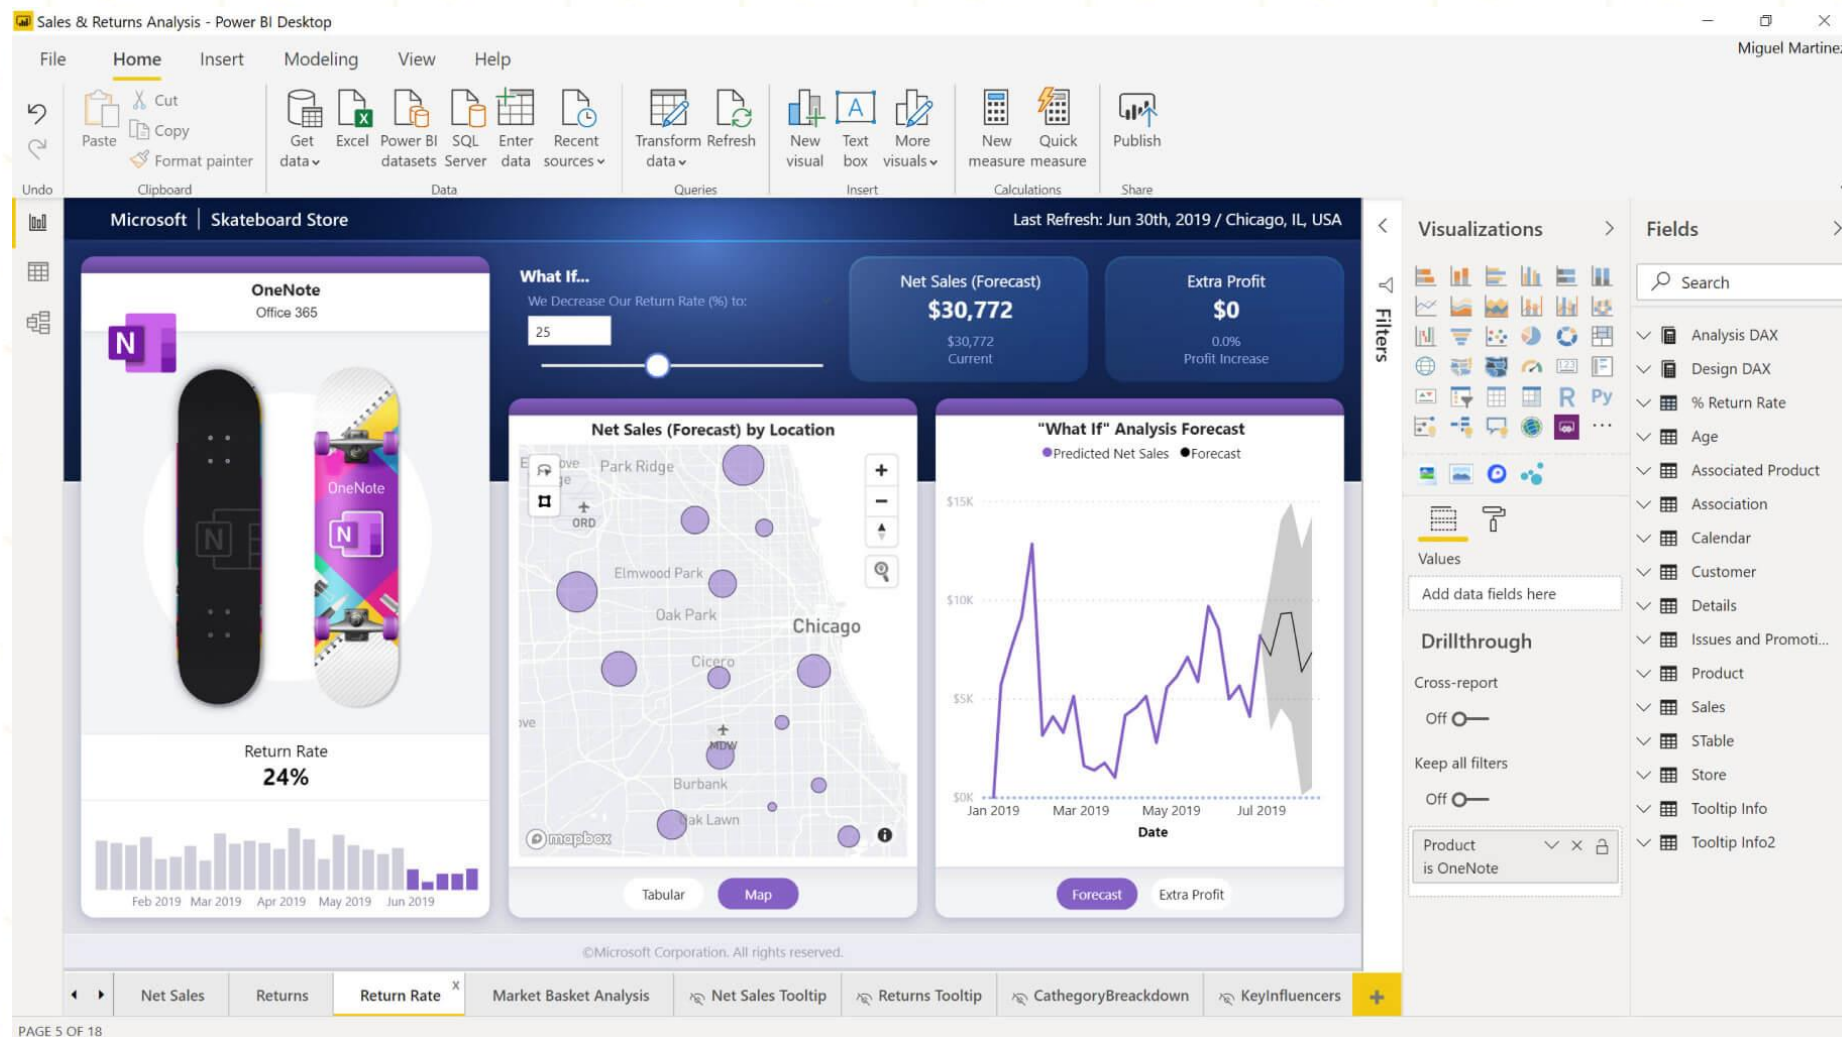 Sales & Returns Analysis - Power BI Desktop
Miguel Martinez
File Home Insert Modeling View Help
Cut
Copy
Format painter
Paste
Get data
Excel
Power BI datasets
SQL Server
Enter data
Recent sources
Transform data
Refresh
New visual
Text box
More visuals
New measure
Quick measure
Publish
Undo Clipboard Data Queries Insert Calculations Share
Microsoft | Skateboard Store
Last Refresh: Jun 30th, 2019 / Chicago, IL, USA
OneNote
Office 365
N
OneNote
N
N
Return Rate
24%
Feb 2019 Mar 2019 Apr 2019 May 2019 Jun 2019
What If...
We Decrease Our Return Rate (%) to:
25
Net Sales (Forecast)
$30,772
$30,772
Current
Extra Profit
$0
0.0%
Profit Increase
Net Sales (Forecast) by Location
Park Ridge
ORD
Elmwood Park
Oak Park
Chicago
Cicero
MDW
Burbank
Oak Lawn
mapbox
Tabular Map
"What If" Analysis Forecast
Predicted Net Sales Forecast
$15K
$10K
$5K
$0K
Jan 2019 Mar 2019 May 2019 Jul 2019
Date
Forecast Extra Profit
©Microsoft Corporation. All rights reserved.
Filters
Visualizations
123
R Py
Values
Add data fields here
Drillthrough
Cross-report
Off
Keep all filters
Off
Product
is OneNote
Fields
Search
Analysis DAX
Design DAX
% Return Rate
Age
Associated Product
Association
Calendar
Customer
Details
Issues and Promoti...
Product
Sales
STable
Store
Tooltip Info
Tooltip Info2
Net Sales Returns Return Rate x Market Basket Analysis Net Sales Tooltip Returns Tooltip CathegoryBreackdown KeyInfluencers +
PAGE 5 OF 18